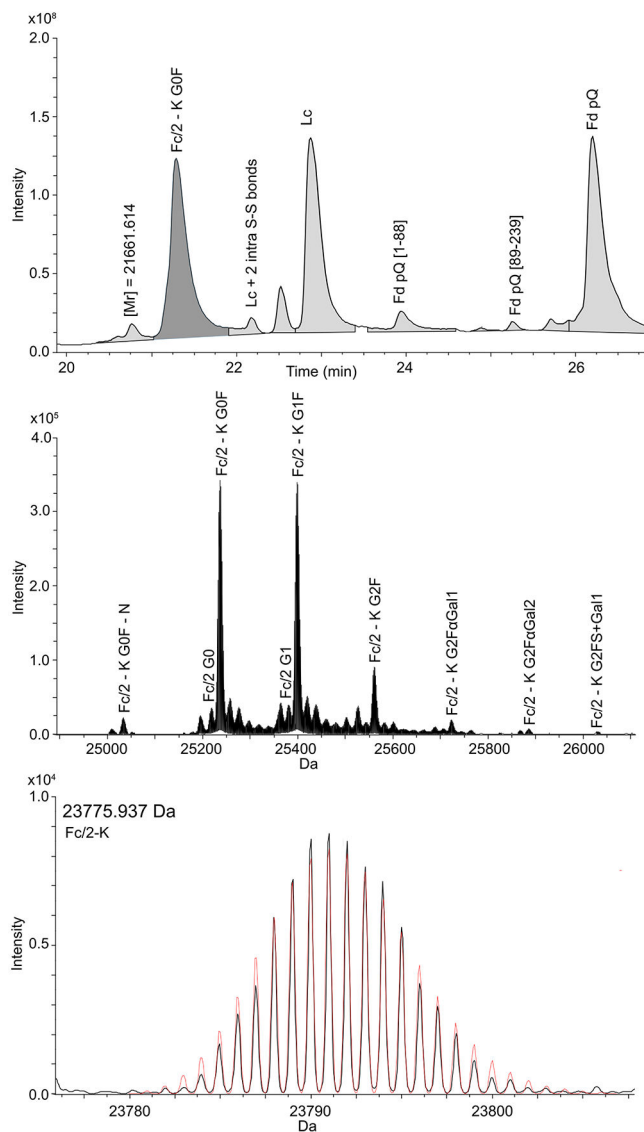 x10⁸
2.0
1.5
1.0
0.5
0.0
Intensity
[Mr] = 21661.614
Fc/2 - K G0F
Lc + 2 intra S-S bonds
Lc
Fd pQ [1-88]
Fd pQ [89-239]
Fd pQ
20 22 24 26
Time (min)
x10⁵
4.0
3.0
2.0
1.0
0.0
Intensity
Fc/2 - K G0F - N
Fc/2 G0
Fc/2 - K G0F
Fc/2 G1
Fc/2 - K G1F
Fc/2 - K G2F
Fc/2 - K G2FαGal1
Fc/2 - K G2FαGal2
Fc/2 - K G2FS+Gal1
25000 25200 25400 25600 25800 26000
Da
x10⁴
1.0
0.5
0.0
Intensity
23775.937 Da
Fc/2-K
23780 23790 23800
Da